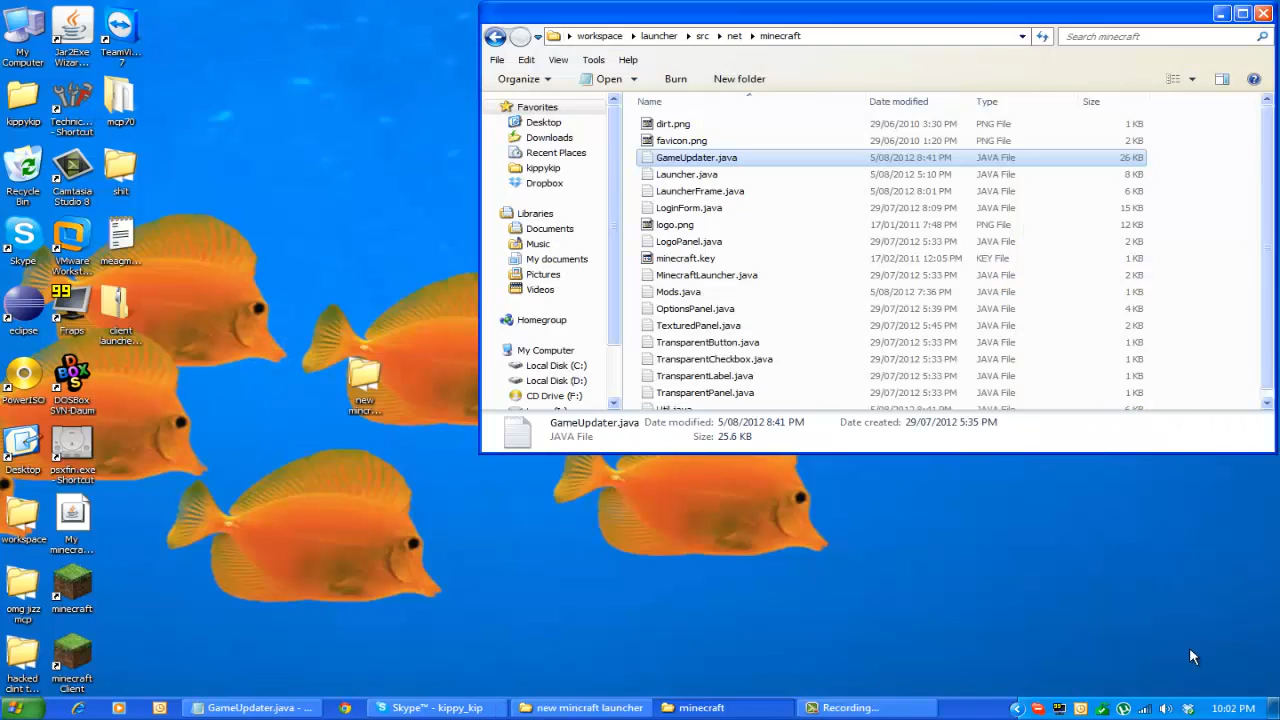 My Computer
Jar2Exe Wizar...
TeamVi... 7
kippykip
Technic... - Shortcut
mcp70
Recycle Bin
Camtasia Studio 8
shit
Skype
VMware Workst...
meagm...
eclipse
99
Fraps
client launche...
PowerISO
DOSBox SVN-Daum
new mincr...
Desktop
psxfin.exe - Shortcut
workspace
My minecra...
omg jizz mcp
minecraft
hacked clint t...
minecraft Client
workspace launcher src net minecraft
Search minecraft
File Edit View Tools Help
Organize Open Burn New folder
Favorites
Desktop
Downloads
Recent Places
kippykip
Dropbox
Libraries
Documents
Music
My documents
Pictures
Videos
Homegroup
My Computer
Local Disk (C:)
Local Disk (D:)
CD Drive (F:)
Name Date modified Type Size
dirt.png 29/06/2010 3:30 PM PNG File 1 KB
favicon.png 29/06/2010 1:20 PM PNG File 2 KB
GameUpdater.java 5/08/2012 8:41 PM JAVA File 26 KB
Launcher.java 5/08/2012 5:10 PM JAVA File 8 KB
LauncherFrame.java 5/08/2012 8:01 PM JAVA File 6 KB
LoginForm.java 29/07/2012 8:09 PM JAVA File 15 KB
logo.png 17/01/2011 7:48 PM PNG File 12 KB
LogoPanel.java 29/07/2012 5:33 PM JAVA File 2 KB
minecraft.key 17/02/2011 12:05 PM KEY File 1 KB
MinecraftLauncher.java 29/07/2012 5:33 PM JAVA File 2 KB
Mods.java 5/08/2012 7:36 PM JAVA File 1 KB
OptionsPanel.java 29/07/2012 5:39 PM JAVA File 4 KB
TexturedPanel.java 29/07/2012 5:45 PM JAVA File 2 KB
TransparentButton.java 29/07/2012 5:33 PM JAVA File 1 KB
TransparentCheckbox.java 29/07/2012 5:33 PM JAVA File 1 KB
TransparentLabel.java 29/07/2012 5:33 PM JAVA File 1 KB
TransparentPanel.java 29/07/2012 5:33 PM JAVA File 1 KB
Util.java 5/08/2012 8:41 PM JAVA File 6 KB
GameUpdater.java Date modified: 5/08/2012 8:41 PM Date created: 29/07/2012 5:35 PM
JAVA File Size: 25.6 KB
start GameUpdater.java - ... Skype™ - kippy_kip new mincraft launcher minecraft Recording... 10:02 PM